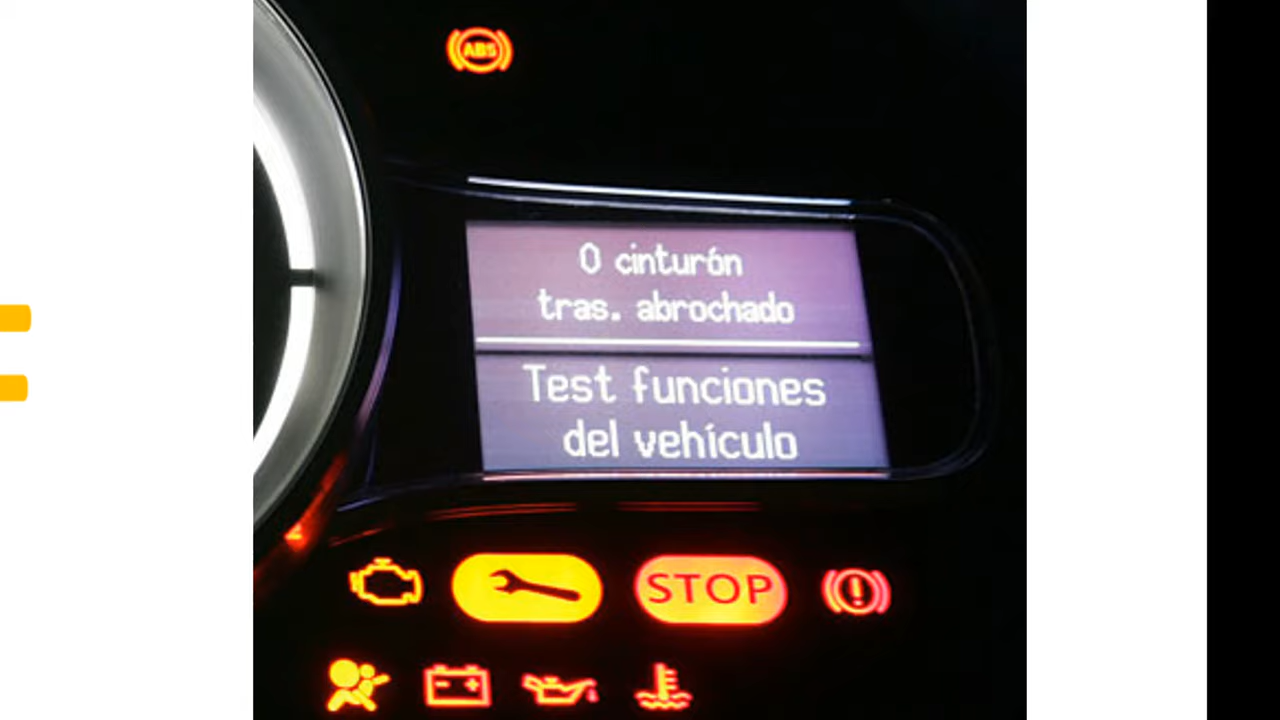 ABS
0 cinturón
tras. abrochado
Test funciones
del vehículo
STOP